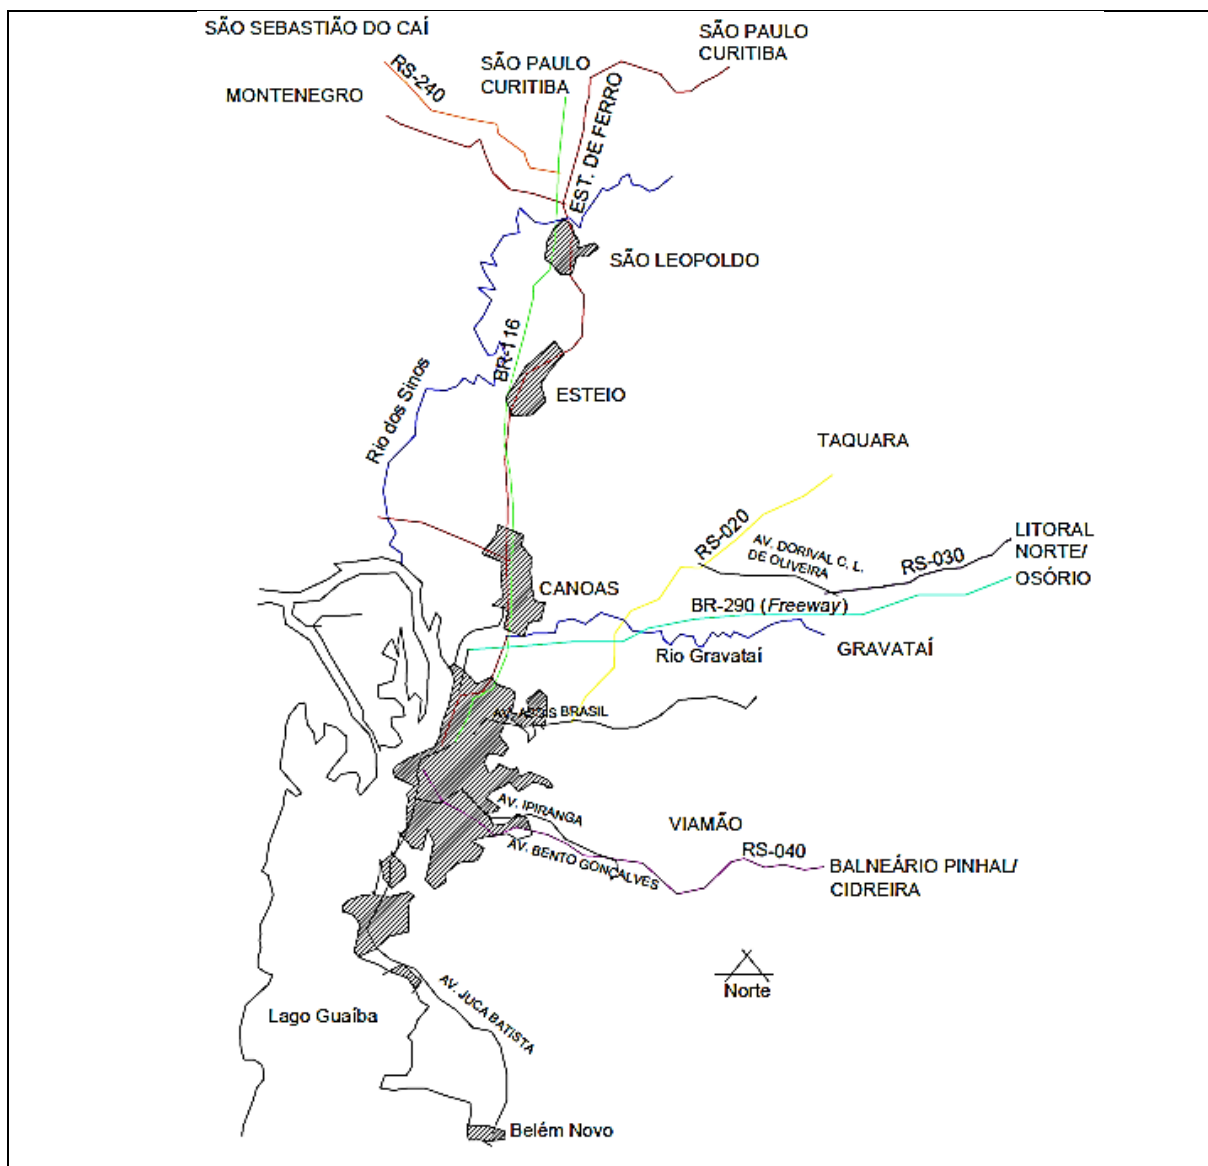 SÃO SEBASTIÃO DO CAÍ
SÃO PAULO
CURITIBA
SÃO PAULO
CURITIBA
RS-240
MONTENEGRO
EST. DE FERRO
SÃO LEOPOLDO
BR-116
Rio dos Sinos
ESTEIO
TAQUARA
RS-020
AV. DORIVAL C. L.
DE OLIVEIRA
RS-030
LITORAL
NORTE/
OSÓRIO
CANOAS
BR-290 (Freeway)
Rio Gravataí
GRAVATAÍ
AV. ASSIS BRASIL
AV. IPIRANGA
VIAMÃO
AV. BENTO GONÇALVES
RS-040
BALNEÁRIO PINHAL/
CIDREIRA
Norte
AV. JUCA BATISTA
Lago Guaíba
Belém Novo